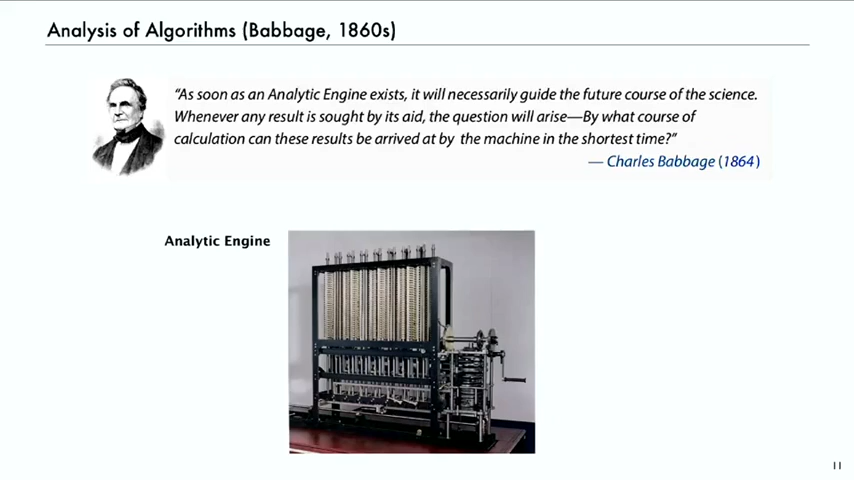 Analysis of Algorithms (Babbage, 1860s)
“As soon as an Analytic Engine exists, it will necessarily guide the future course of the science.
Whenever any result is sought by its aid, the question will arise—By what course of
calculation can these results be arrived at by the machine in the shortest time?”
— Charles Babbage (1864)
Analytic Engine
11